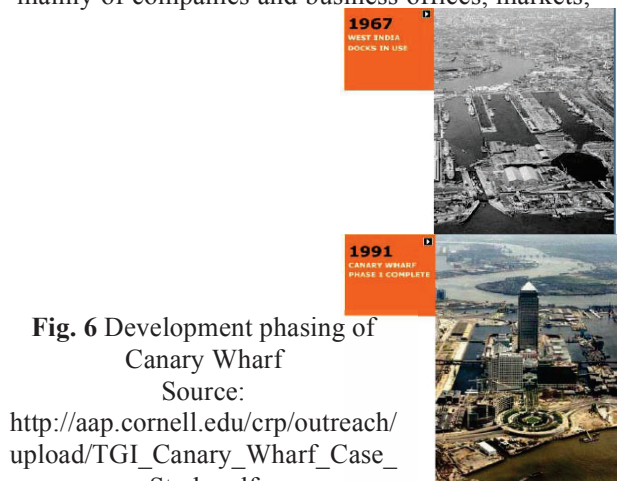 mainly of companies and business offices, markets,
1967
WEST INDIA
DOCKS IN USE
1991
CANARY WHARF
PHASE 1 COMPLETE
Fig. 6 Development phasing of
Canary Wharf
Source:
http://aap.cornell.edu/crp/outreach/
upload/TGI_Canary_Wharf_Case_